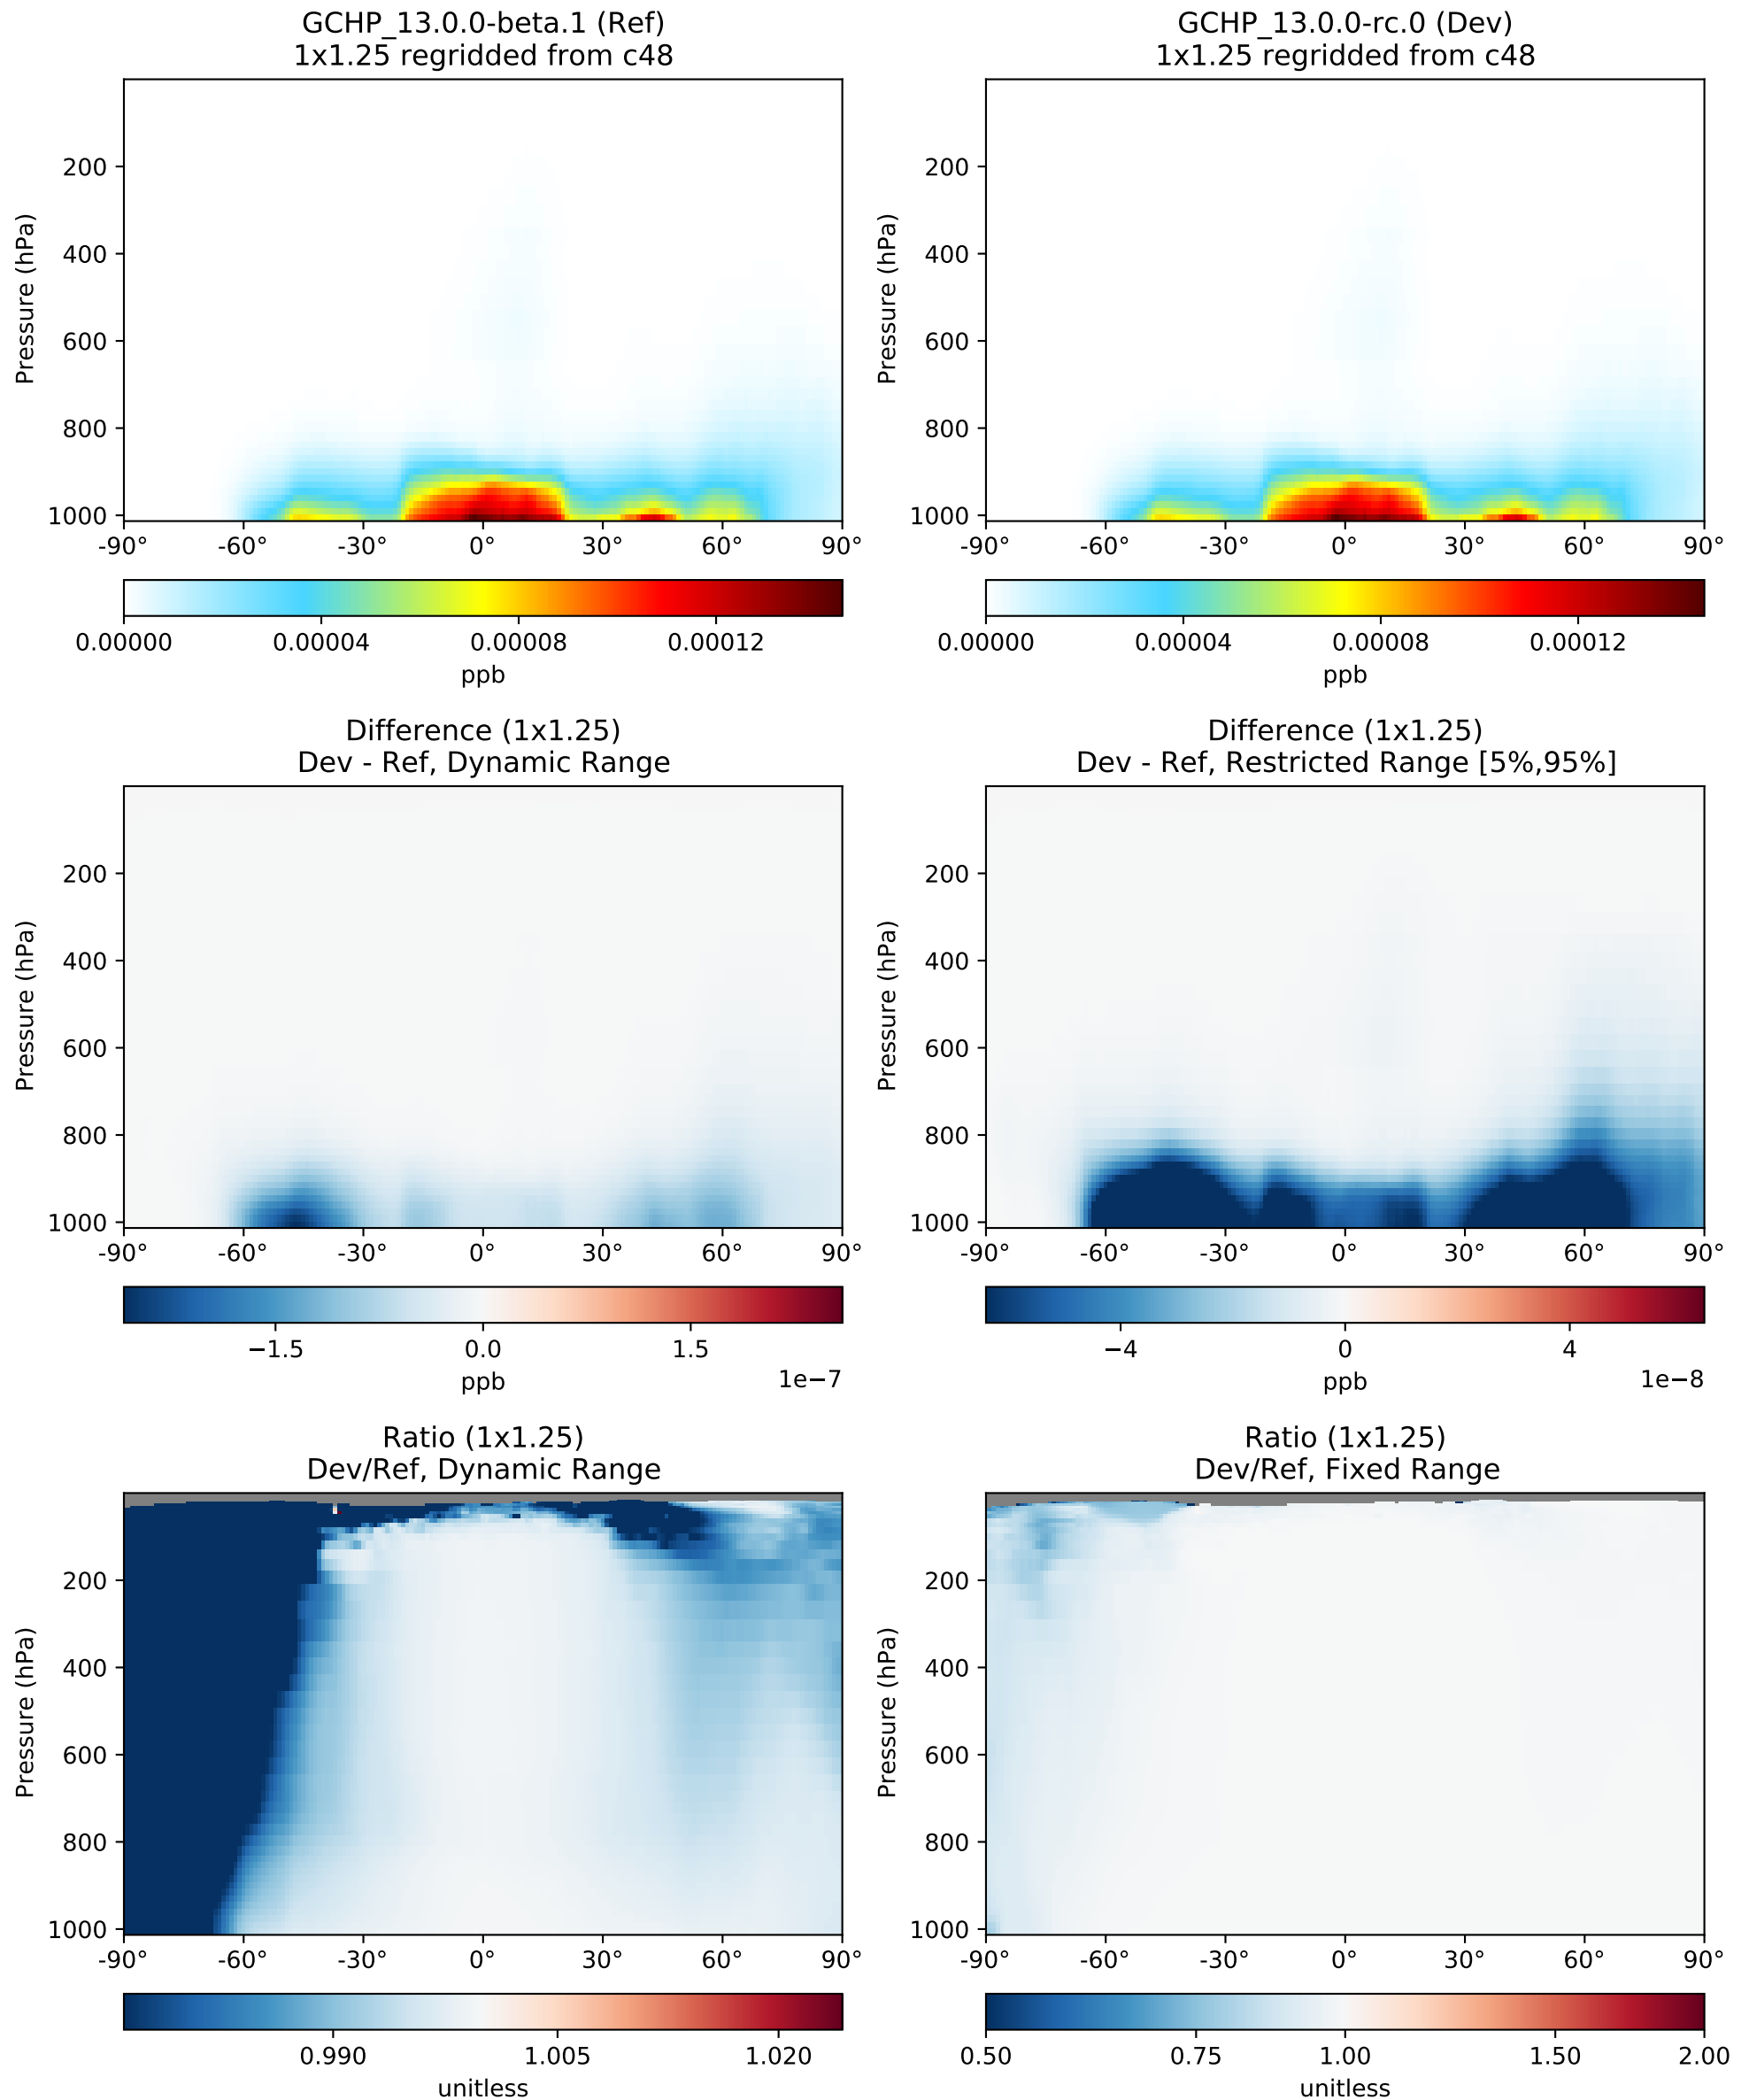 GCHP_13.0.0-beta.1 (Ref)
1x1.25 regridded from c48
Pressure (hPa)
200
400
600
800
1000
-90° -60° -30° 0° 30° 60° 90°
0.00000 0.00004 0.00008 0.00012
ppb
GCHP_13.0.0-rc.0 (Dev)
1x1.25 regridded from c48
Pressure (hPa)
200
400
600
800
1000
-90° -60° -30° 0° 30° 60° 90°
0.00000 0.00004 0.00008 0.00012
ppb
Difference (1x1.25)
Dev - Ref, Dynamic Range
Pressure (hPa)
200
400
600
800
1000
-90° -60° -30° 0° 30° 60° 90°
−1.5 0.0 1.5
ppb 1e−7
Difference (1x1.25)
Dev - Ref, Restricted Range [5%,95%]
Pressure (hPa)
200
400
600
800
1000
-90° -60° -30° 0° 30° 60° 90°
−4 0 4
ppb 1e−8
Ratio (1x1.25)
Dev/Ref, Dynamic Range
Pressure (hPa)
200
400
600
800
1000
-90° -60° -30° 0° 30° 60° 90°
0.990 1.005 1.020
unitless
Ratio (1x1.25)
Dev/Ref, Fixed Range
Pressure (hPa)
200
400
600
800
1000
-90° -60° -30° 0° 30° 60° 90°
0.50 0.75 1.00 1.50 2.00
unitless